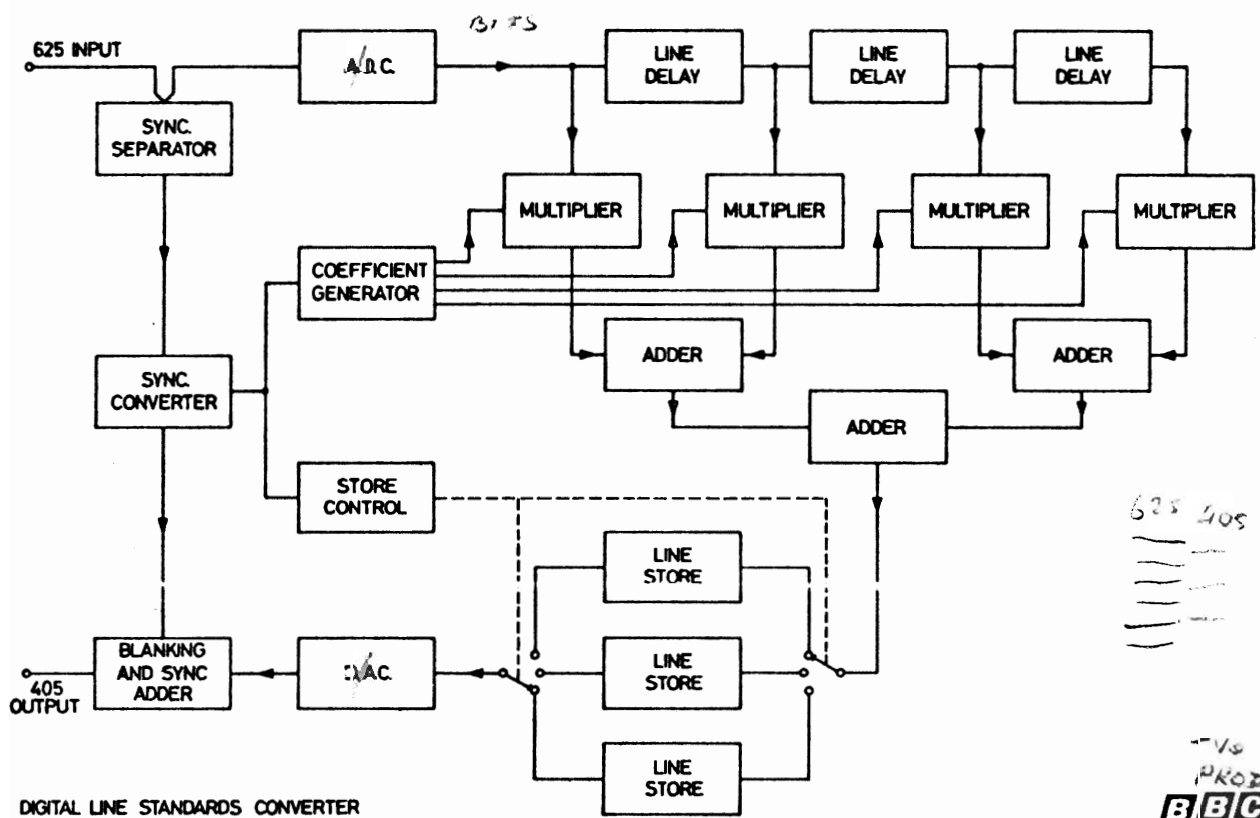 BITS
625 INPUT
A.D.C.
LINE
DELAY
LINE
DELAY
LINE
DELAY
SYNC.
SEPARATOR
MULTIPLIER
MULTIPLIER
MULTIPLIER
MULTIPLIER
COEFFICIENT
GENERATOR
ADDER
ADDER
SYNC.
CONVERTER
ADDER
STORE
CONTROL
625 405
LINE
STORE
BLANKING
AND SYNC
ADDER
D.A.C.
LINE
STORE
405
OUTPUT
LINE
STORE
DIGITAL LINE STANDARDS CONVERTER
BBC